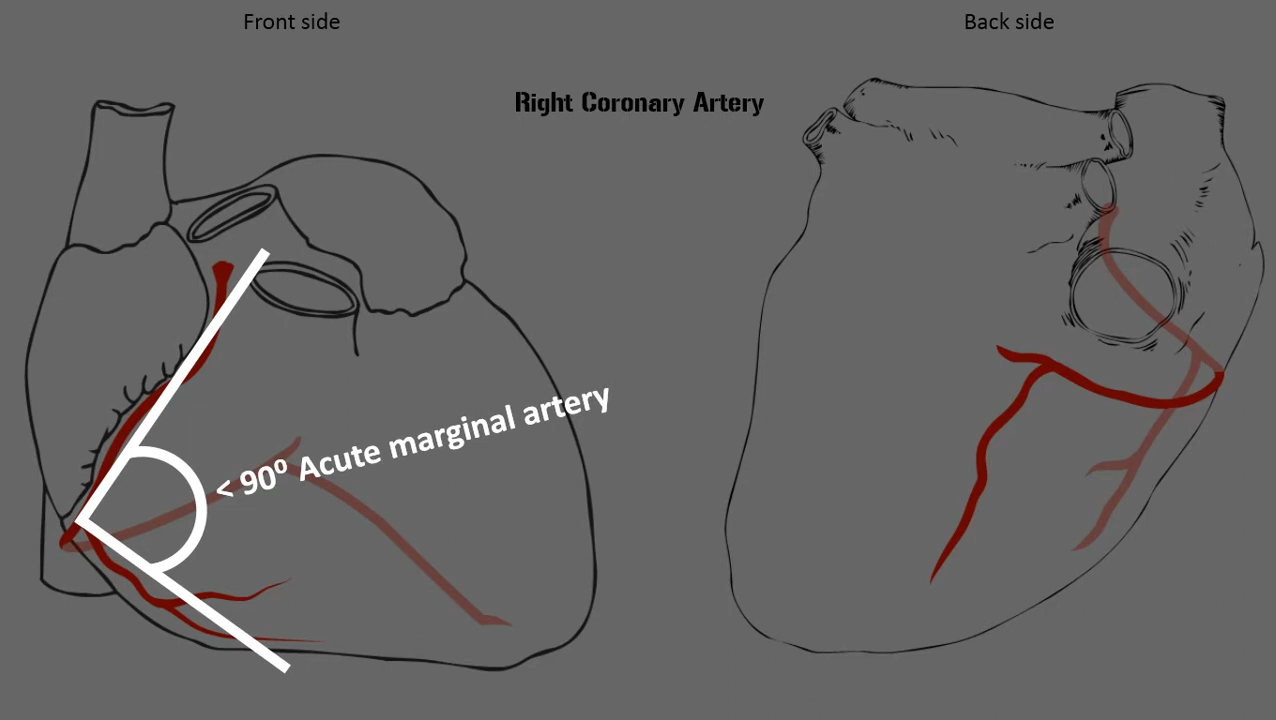 Front side
Back side
Right Coronary Artery
< 90º Acute marginal artery